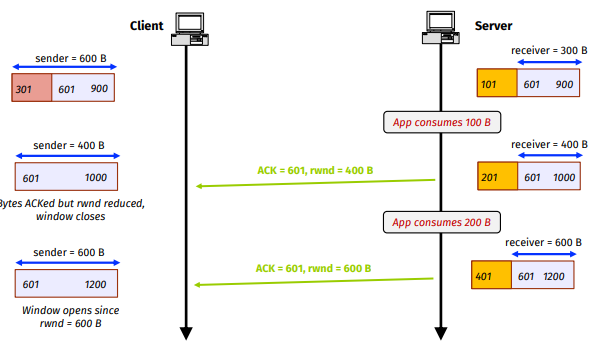 Client
Server
sender = 600 B
receiver = 300 B
301 601 900
101 601 900
App consumes 100 B
sender = 400 B
receiver = 400 B
ACK = 601, rwnd = 400 B
601 1000
201 601 1000
Bytes ACKed but rwnd reduced,
window closes
App consumes 200 B
sender = 600 B
receiver = 600 B
ACK = 601, rwnd = 600 B
601 1200
401 601 1200
Window opens since
rwnd = 600 B